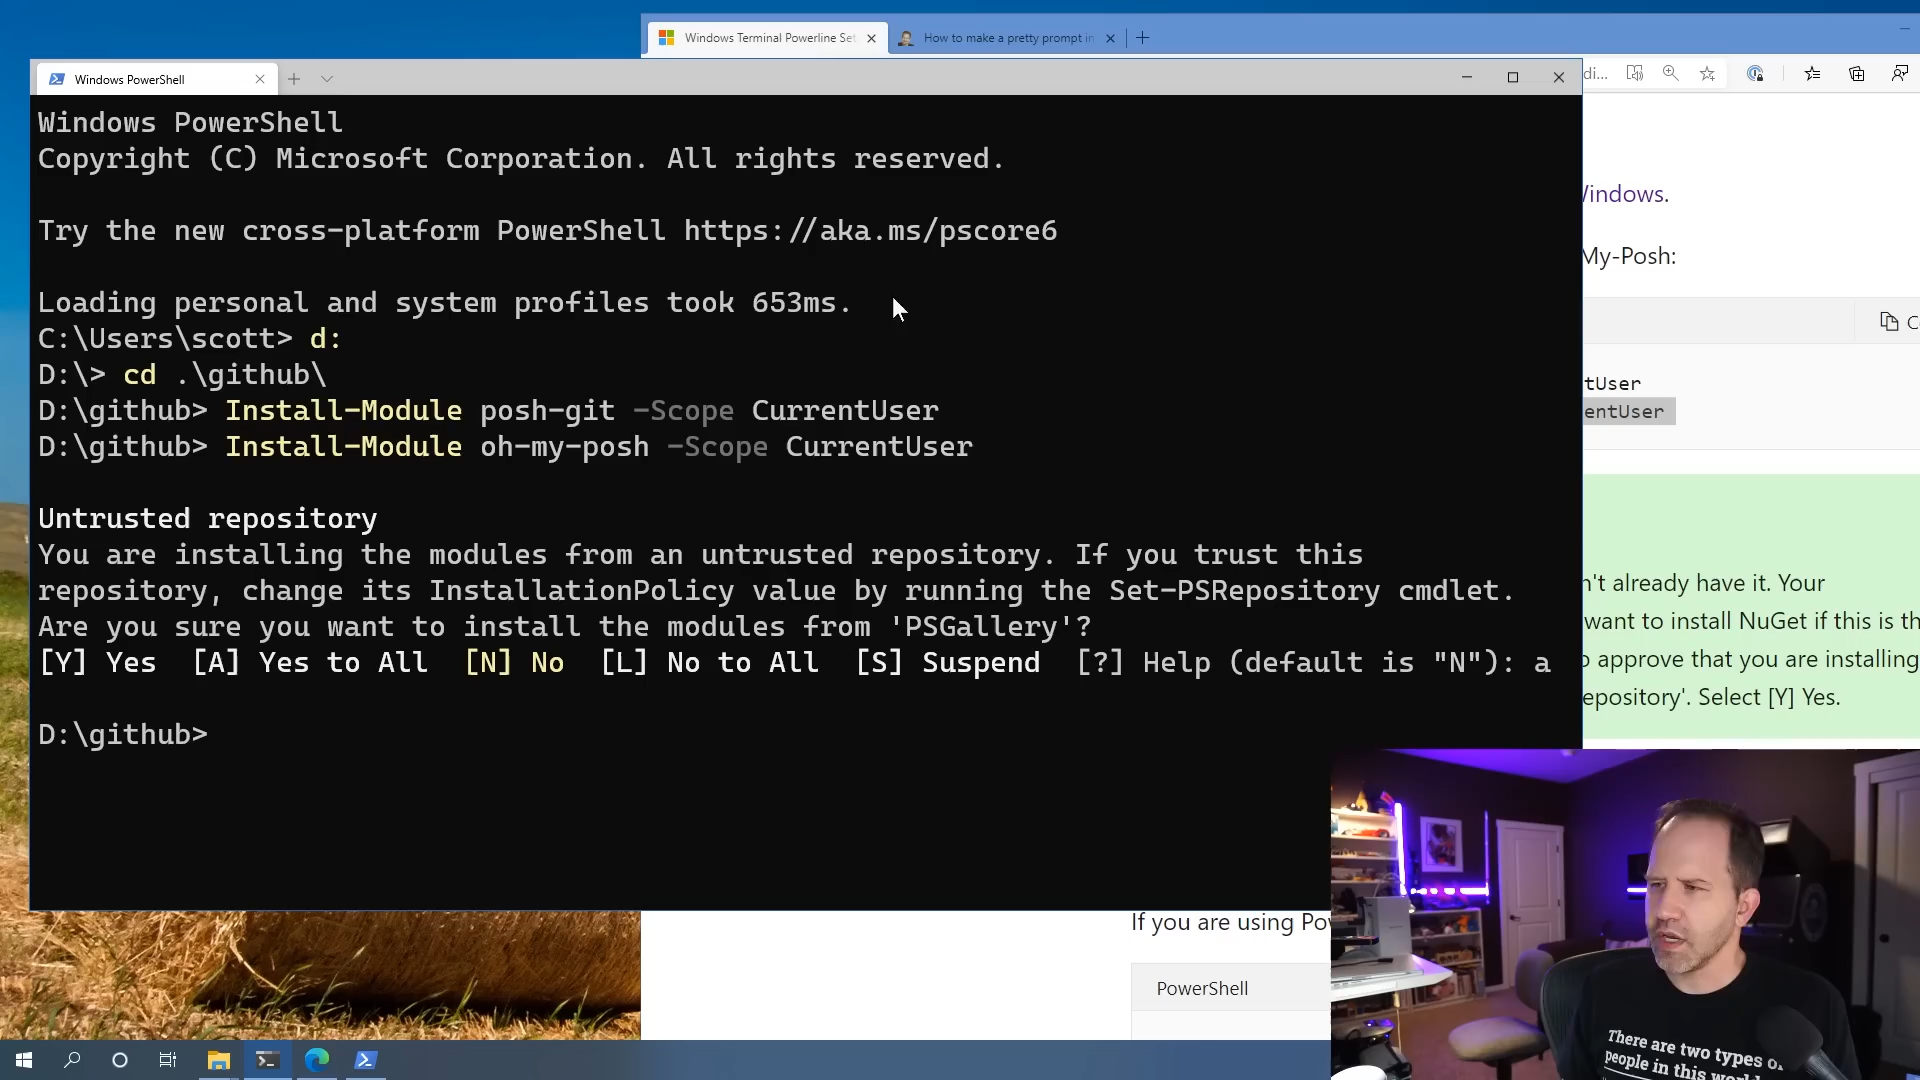 Windows Terminal Powerline Set
How to make a pretty prompt in
Windows PowerShell
di...
Windows PowerShell
Copyright (C) Microsoft Corporation. All rights reserved.
Try the new cross-platform PowerShell https://aka.ms/pscore6
Loading personal and system profiles took 653ms.
C:\Users\scott> d:
D:\> cd .\github\
D:\github> Install-Module posh-git -Scope CurrentUser
D:\github> Install-Module oh-my-posh -Scope CurrentUser
Untrusted repository
You are installing the modules from an untrusted repository. If you trust this
repository, change its InstallationPolicy value by running the Set-PSRepository cmdlet.
Are you sure you want to install the modules from 'PSGallery'?
[Y] Yes [A] Yes to All [N] No [L] No to All [S] Suspend [?] Help (default is "N"): a
D:\github>
Windows.
My-Posh:
tUser
entUser
n't already have it. Your
want to install NuGet if this is th
approve that you are installing
epository'. Select [Y] Yes.
If you are using Po
PowerShell
There are two types of
people in this world